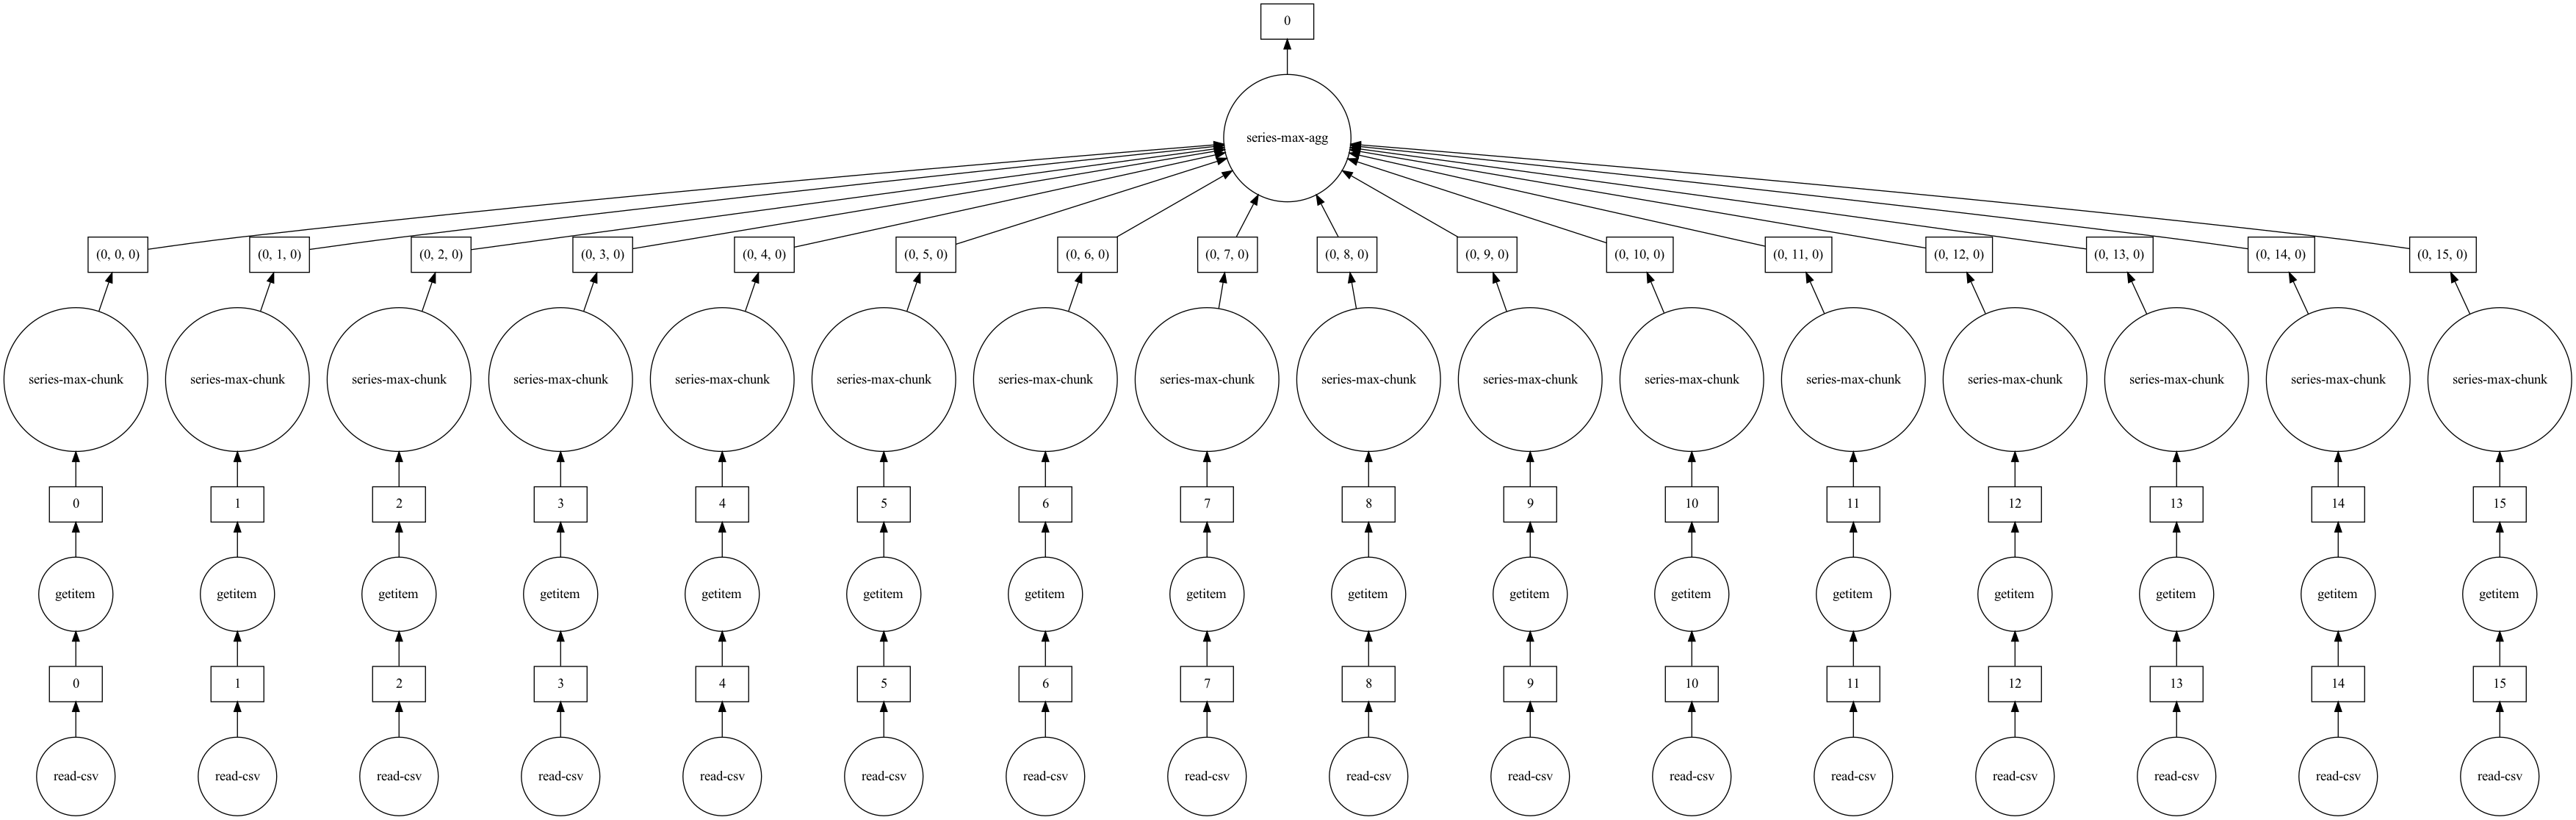 0
series-max-agg
(0, 0, 0) (0, 1, 0) (0, 2, 0) (0, 3, 0) (0, 4, 0) (0, 5, 0) (0, 6, 0) (0, 7, 0) (0, 8, 0) (0, 9, 0) (0, 10, 0) (0, 11, 0) (0, 12, 0) (0, 13, 0) (0, 14, 0) (0, 15, 0)
series-max-chunk series-max-chunk series-max-chunk series-max-chunk series-max-chunk series-max-chunk series-max-chunk series-max-chunk series-max-chunk series-max-chunk series-max-chunk series-max-chunk series-max-chunk series-max-chunk series-max-chunk series-max-chunk
0 1 2 3 4 5 6 7 8 9 10 11 12 13 14 15
getitem getitem getitem getitem getitem getitem getitem getitem getitem getitem getitem getitem getitem getitem getitem getitem
0 1 2 3 4 5 6 7 8 9 10 11 12 13 14 15
read-csv read-csv read-csv read-csv read-csv read-csv read-csv read-csv read-csv read-csv read-csv read-csv read-csv read-csv read-csv read-csv